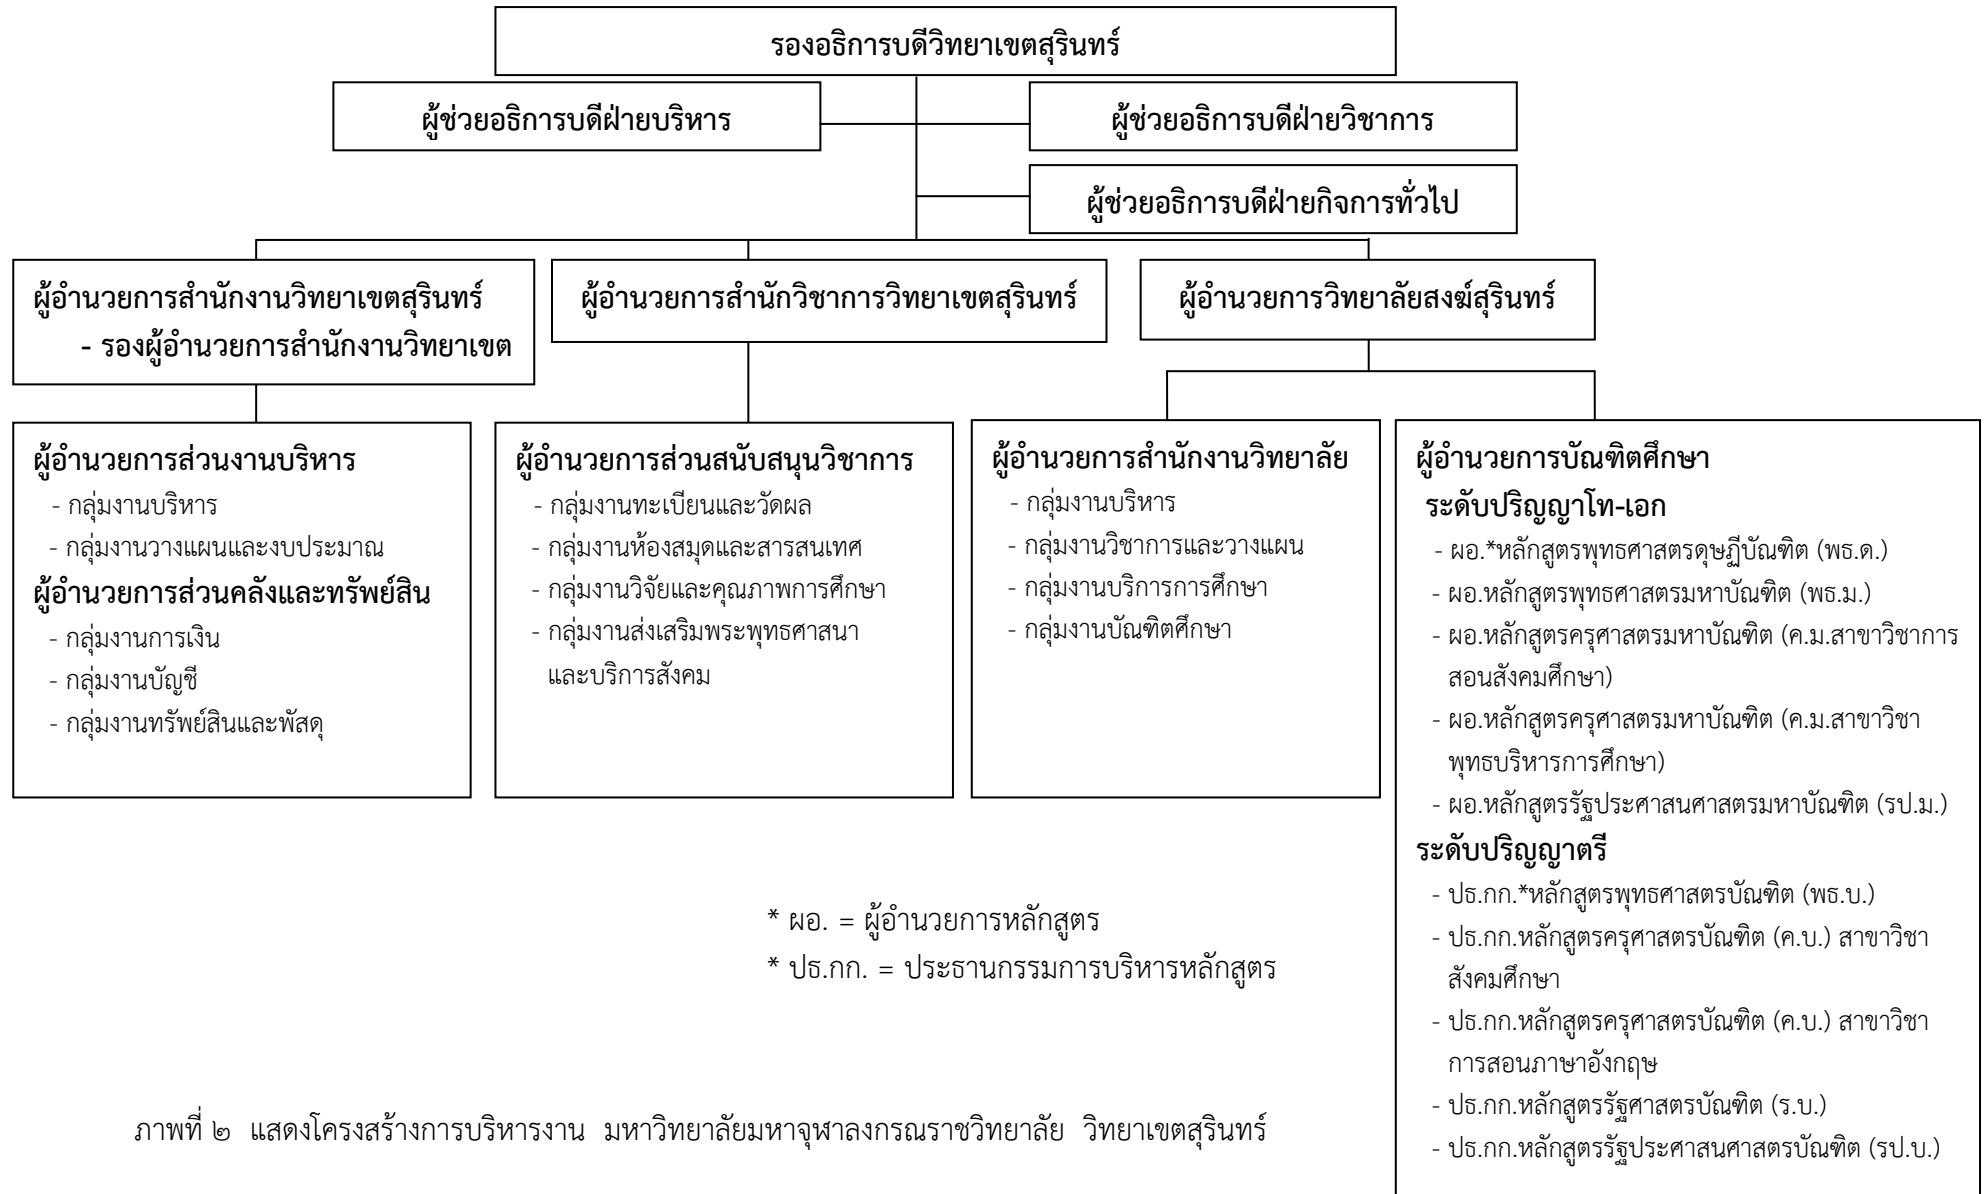 รองอธิการบดีวิทยาเขตสุรินทร์
ผู้ช่วยอธิการบดีฝ่ายบริหาร
ผู้ช่วยอธิการบดีฝ่ายวิชาการ
ผู้ช่วยอธิการบดีฝ่ายกิจการทั่วไป
ผู้อำนวยการสำนักงานวิทยาเขตสุรินทร์
- รองผู้อำนวยการสำนักงานวิทยาเขต
ผู้อำนวยการสำนักวิชาการวิทยาเขตสุรินทร์
ผู้อำนวยการวิทยาลัยสงฆ์สุรินทร์
ผู้อำนวยการส่วนงานบริหาร
- กลุ่มงานบริหาร
- กลุ่มงานวางแผนและงบประมาณ
ผู้อำนวยการส่วนคลังและทรัพย์สิน
- กลุ่มงานการเงิน
- กลุ่มงานบัญชี
- กลุ่มงานทรัพย์สินและพัสดุ
ผู้อำนวยการส่วนสนับสนุนวิชาการ
- กลุ่มงานทะเบียนและวัดผล
- กลุ่มงานห้องสมุดและสารสนเทศ
- กลุ่มงานวิจัยและคุณภาพการศึกษา
- กลุ่มงานส่งเสริมพระพุทธศาสนา
และบริการสังคม
ผู้อำนวยการสำนักงานวิทยาลัย
- กลุ่มงานบริหาร
- กลุ่มงานวิชาการและวางแผน
- กลุ่มงานบริการการศึกษา
- กลุ่มงานบัณฑิตศึกษา
ผู้อำนวยการบัณฑิตศึกษา
ระดับปริญญาโท-เอก
- ผอ.*หลักสูตรพุทธศาสตรดุษฎีบัณฑิต (พธ.ด.)
- ผอ.หลักสูตรพุทธศาสตรมหาบัณฑิต (พธ.ม.)
- ผอ.หลักสูตรครุศาสตรมหาบัณฑิต (ค.ม.สาขาวิชาการ
สอนสังคมศึกษา)
- ผอ.หลักสูตรครุศาสตรมหาบัณฑิต (ค.ม.สาขาวิชา
พุทธบริหารการศึกษา)
- ผอ.หลักสูตรรัฐประศาสนศาสตรมหาบัณฑิต (รป.ม.)
ระดับปริญญาตรี
- ปธ.กก.*หลักสูตรพุทธศาสตรบัณฑิต (พธ.บ.)
- ปธ.กก.หลักสูตรครุศาสตรบัณฑิต (ค.บ.) สาขาวิชา
สังคมศึกษา
- ปธ.กก.หลักสูตรครุศาสตรบัณฑิต (ค.บ.) สาขาวิชา
การสอนภาษาอังกฤษ
- ปธ.กก.หลักสูตรรัฐศาสตรบัณฑิต (ร.บ.)
- ปธ.กก.หลักสูตรรัฐประศาสนศาสตรบัณฑิต (รป.บ.)
* ผอ. = ผู้อำนวยการหลักสูตร
* ปธ.กก. = ประธานกรรมการบริหารหลักสูตร
ภาพที่ ๒ แสดงโครงสร้างการบริหารงาน มหาวิทยาลัยมหาจุฬาลงกรณราชวิทยาลัย วิทยาเขตสุรินทร์